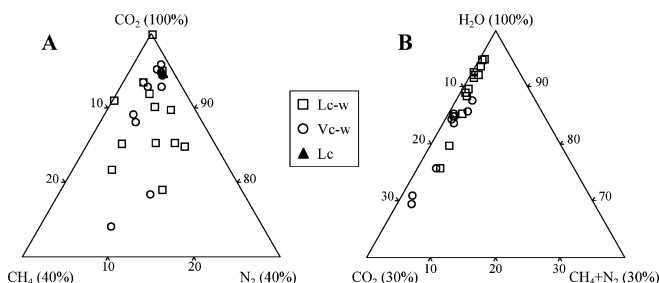 CO₂ (100%)
H₂O (100%)
A
B
10
90
10
90
Lc-w
Vc-w
Lc
20
80
20
80
30
70
CH₄ (40%)
10
20
N₂ (40%)
CO₂ (30%)
10
20
30
CH₄+N₂ (30%)